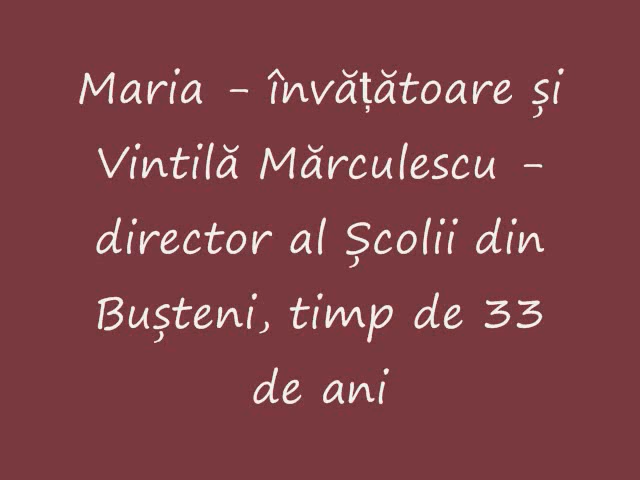 Maria - învățătoare și
Vintilă Mărculescu -
director al Școlii din
Bușteni, timp de 33
de ani